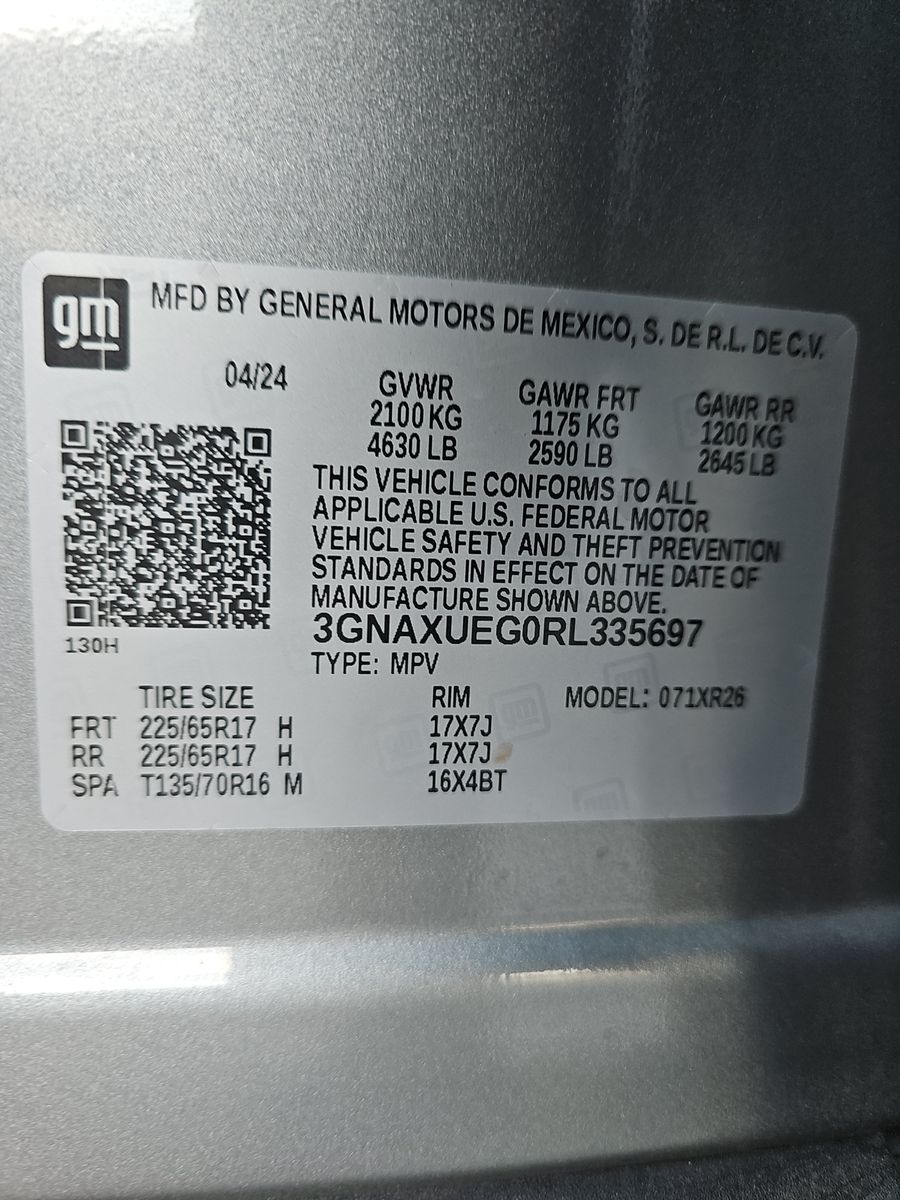 gm
MFD BY GENERAL MOTORS DE MEXICO, S. DE R.L. DE C.V.
04/24
GVWR
2100 KG
4630 LB
GAWR FRT
1175 KG
2590 LB
GAWR RR
1200 KG
2645 LB
THIS VEHICLE CONFORMS TO ALL
APPLICABLE U.S. FEDERAL MOTOR
VEHICLE SAFETY AND THEFT PREVENTION
STANDARDS IN EFFECT ON THE DATE OF
MANUFACTURE SHOWN ABOVE.
3GNAXUEG0RL335697
130H
TYPE: MPV
TIRE SIZE RIM MODEL: 071XR26
FRT 225/65R17 H 17X7J
RR 225/65R17 H 17X7J
SPA T135/70R16 M 16X4BT